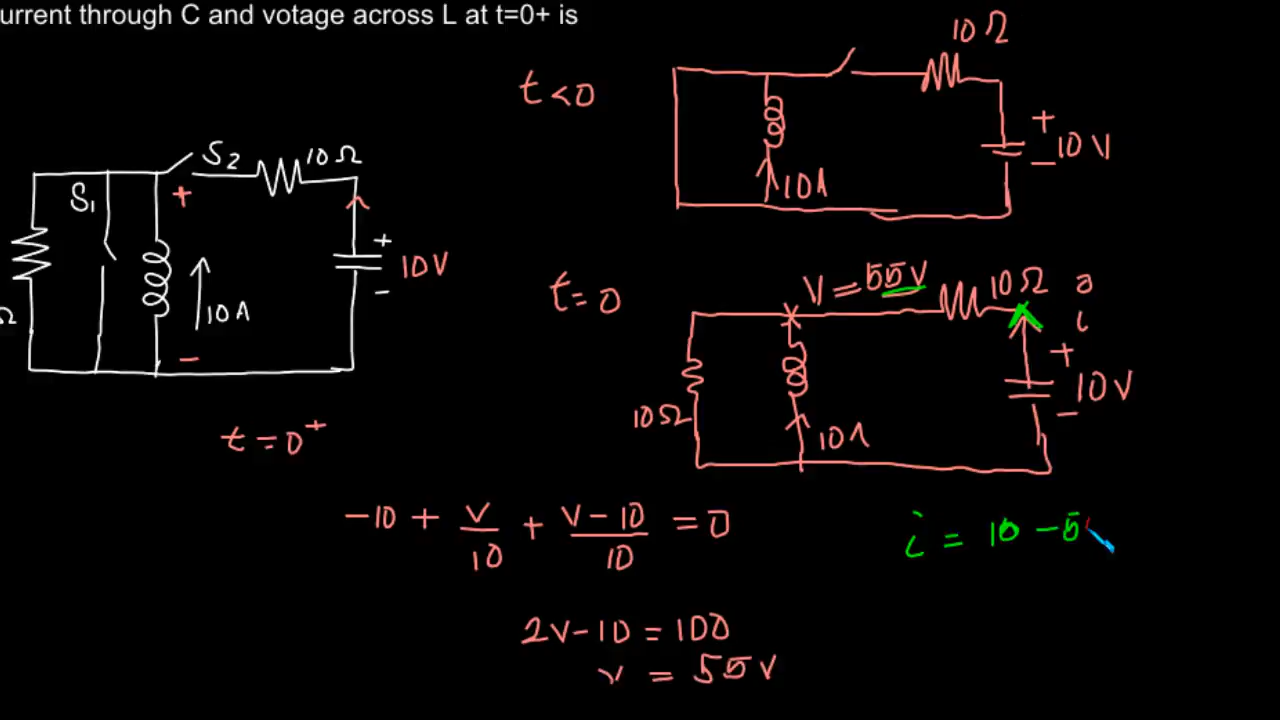 urrent through C and votage across L at t=0+ is
t<0
10Ω
+
10V
−
10A
S1
S2
10Ω
+
+
10V
−
10A
−
Ω
t=0+
t=0
V=55V
10Ω
0
i
+
10V
−
10Ω
10A
-10 + V/10 + (V-10)/10 = 0
2V-10 = 100
V = 55V
i = 10-5